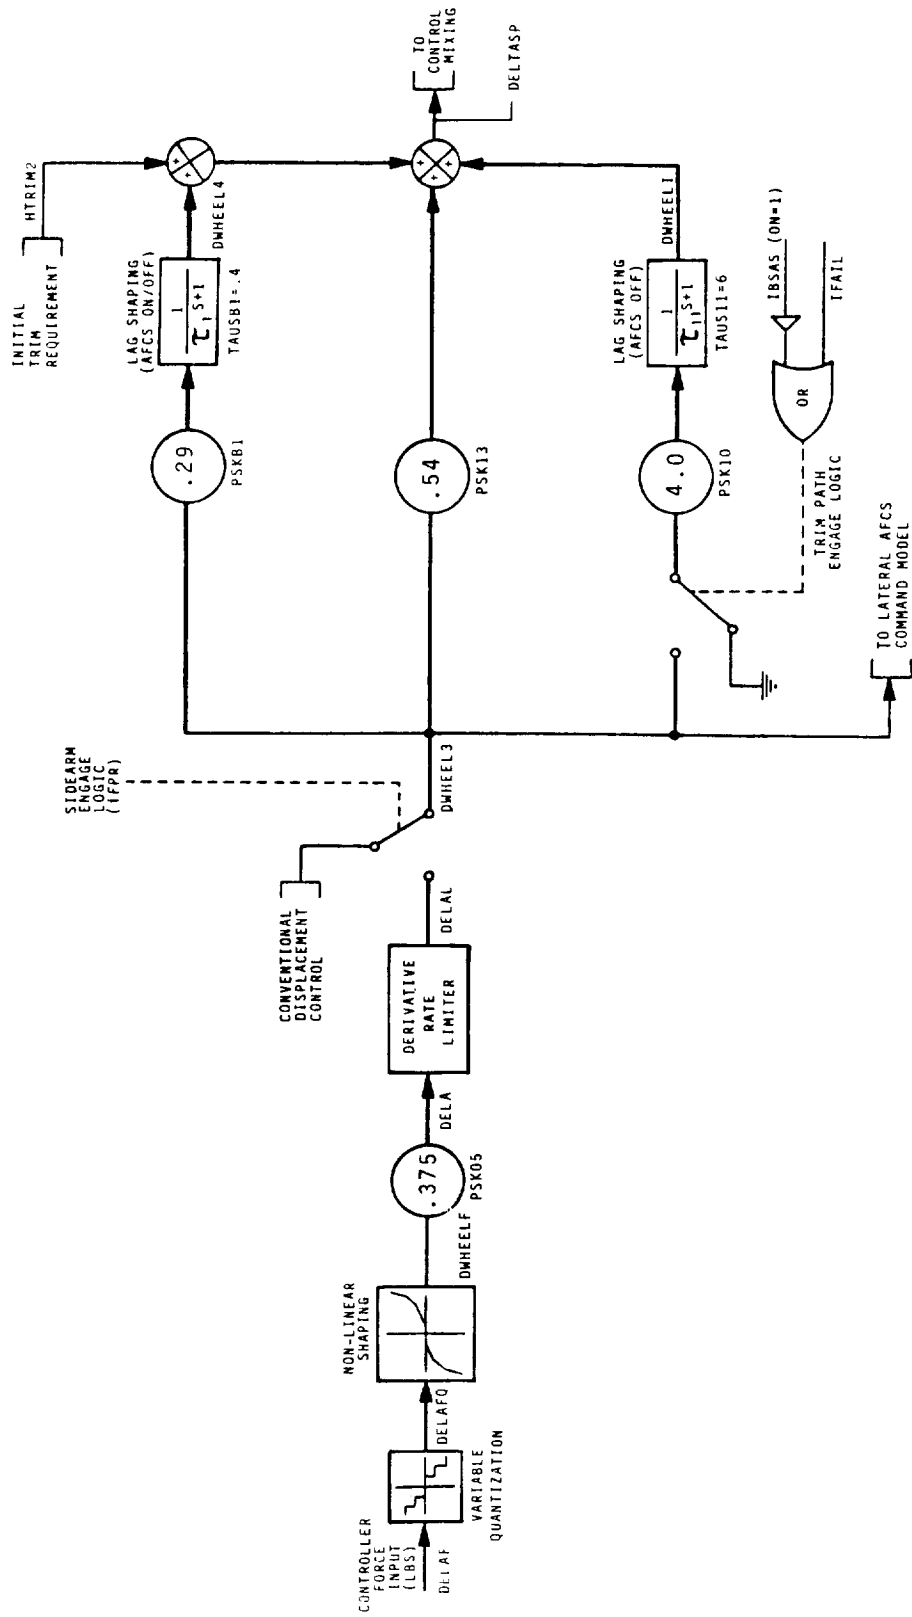 CONTROLLER
FORCE
INPUT
(LBS)
DELAF
VARIABLE
QUANTIZATION
DELAFQ
NON-LINEAR
SHAPING
DWHEELF
.375
PSK05
DELA
DERIVATIVE
RATE
LIMITER
DELAL
CONVENTIONAL
DISPLACEMENT
CONTROL
SIDEARM
ENGAGE
LOGIC
(IFPR)
DWHEEL3
INITIAL
TRIM
REQUIREMENT
HTRIM2
.29
PSKB1
LAG SHAPING
(AFCS ON/OFF)
1
τ1 S+1
TAUSB1=.4
DWHEEL4
+
+
.54
PSK13
+
+
+
TO
CONTROL
MIXING
DELTASP
4.0
PSK10
LAG SHAPING
(AFCS OFF)
1
τ11 S+1
TAUS11=6
DWHEEL1
TRIM PATH
ENGAGE LOGIC
OR
IBSAS (ON=1)
IFAIL
TO LATERAL AFCS
COMMAND MODEL